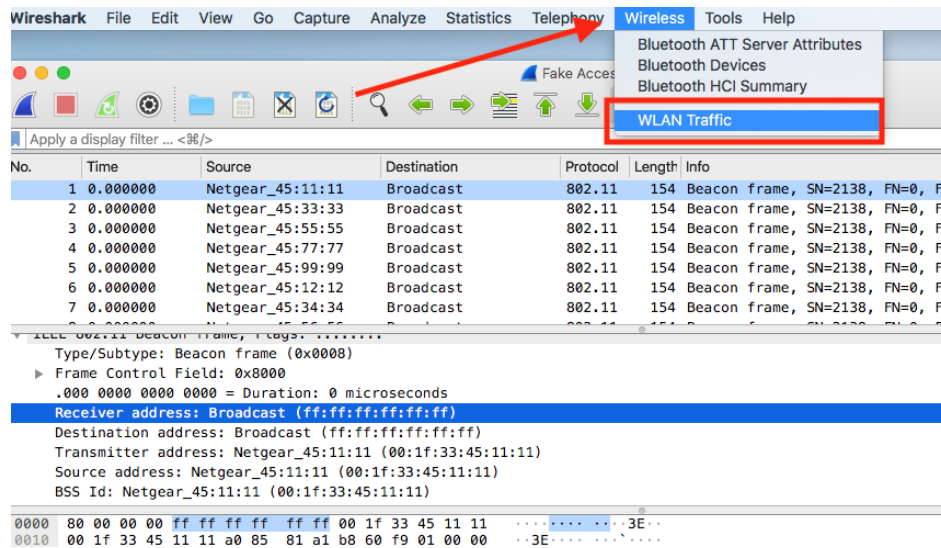 Wireshark File Edit View Go Capture Analyze Statistics Telephony Wireless Tools Help
Bluetooth ATT Server Attributes
Bluetooth Devices
Bluetooth HCI Summary
WLAN Traffic
Fake Acces
Apply a display filter ... <⌘/>
No. Time Source Destination Protocol Length Info
1 0.000000 Netgear_45:11:11 Broadcast 802.11 154 Beacon frame, SN=2138, FN=0, F
2 0.000000 Netgear_45:33:33 Broadcast 802.11 154 Beacon frame, SN=2138, FN=0, F
3 0.000000 Netgear_45:55:55 Broadcast 802.11 154 Beacon frame, SN=2138, FN=0, F
4 0.000000 Netgear_45:77:77 Broadcast 802.11 154 Beacon frame, SN=2138, FN=0, F
5 0.000000 Netgear_45:99:99 Broadcast 802.11 154 Beacon frame, SN=2138, FN=0, F
6 0.000000 Netgear_45:12:12 Broadcast 802.11 154 Beacon frame, SN=2138, FN=0, F
7 0.000000 Netgear_45:34:34 Broadcast 802.11 154 Beacon frame, SN=2138, FN=0, F
IEEE 802.11 Beacon frame, Flags: ........
Type/Subtype: Beacon frame (0x0008)
Frame Control Field: 0x8000
.000 0000 0000 0000 = Duration: 0 microseconds
Receiver address: Broadcast (ff:ff:ff:ff:ff:ff)
Destination address: Broadcast (ff:ff:ff:ff:ff:ff)
Transmitter address: Netgear_45:11:11 (00:1f:33:45:11:11)
Source address: Netgear_45:11:11 (00:1f:33:45:11:11)
BSS Id: Netgear_45:11:11 (00:1f:33:45:11:11)
0000 80 00 00 00 ff ff ff ff ff ff 00 1f 33 45 11 11 ············3E··
0010 00 1f 33 45 11 11 a0 85 81 a1 b8 60 f9 01 00 00 ··3E·······`····